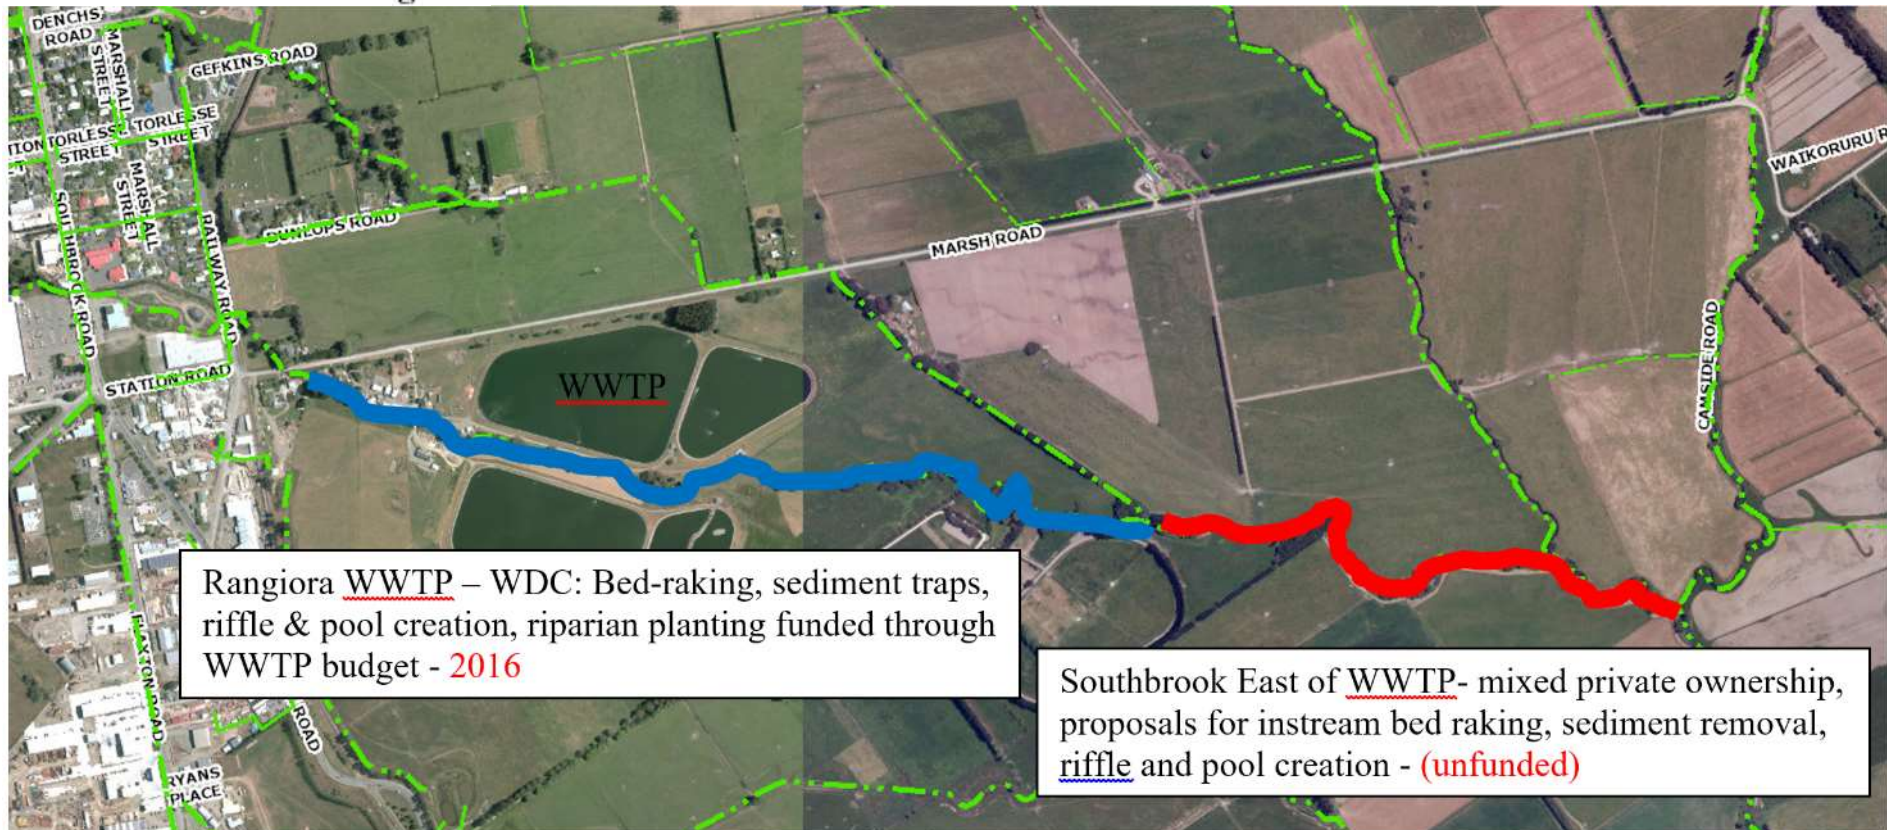 DENCHS
ROAD
MARSHALL
STREET
GEFKINS ROAD
TORLESSE
STREET
TORLESSE
STREET
MARSHALL
STREET
SOUTHBROOK ROAD
RAILWAY ROAD
DUNLOPS ROAD
MARSH ROAD
WAIKORURU R
CAMSIDE ROAD
STATION ROAD
WWTP
Rangiora WWTP – WDC: Bed-raking, sediment traps,
riffle & pool creation, riparian planting funded through
WWTP budget - 2016
Southbrook East of WWTP- mixed private ownership,
proposals for instream bed raking, sediment removal,
riffle and pool creation - (unfunded)
FLAXTON ROAD
ROAD
RYANS
PLACE